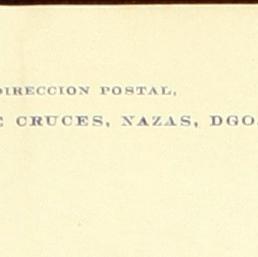 DIRECCION POSTAL,
E CRUCES, NAZAS, DGO.